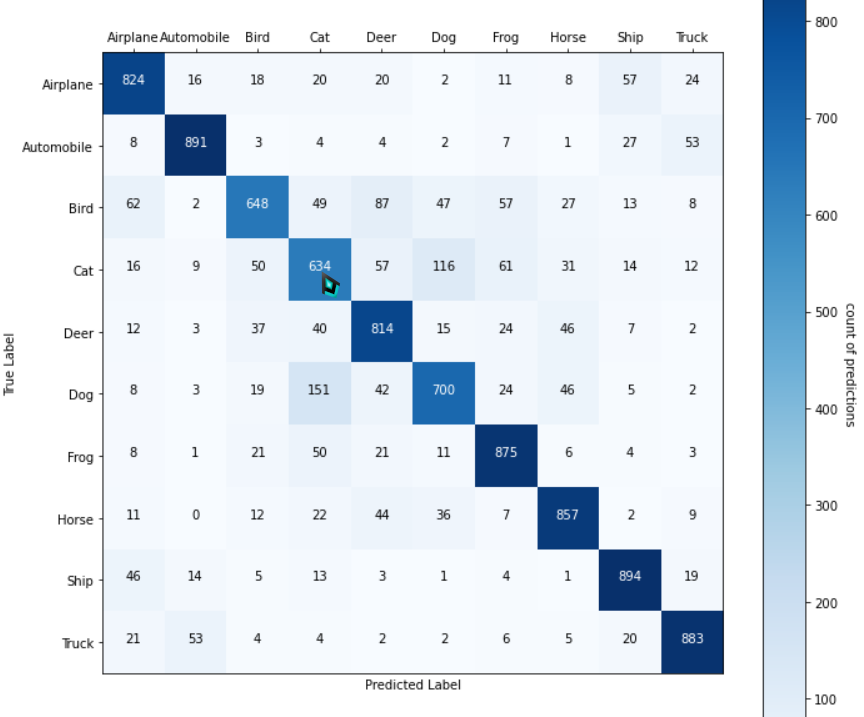 800
Airplane Automobile Bird Cat Deer Dog Frog Horse Ship Truck
Airplane 824 16 18 20 20 2 11 8 57 24
700
Automobile 8 891 3 4 4 2 7 1 27 53
Bird 62 2 648 49 87 47 57 27 13 8
600
Cat 16 9 50 634 57 116 61 31 14 12
500
Deer 12 3 37 40 814 15 24 46 7 2
True Label
count of predictions
Dog 8 3 19 151 42 700 24 46 5 2
400
Frog 8 1 21 50 21 11 875 6 4 3
300
Horse 11 0 12 22 44 36 7 857 2 9
Ship 46 14 5 13 3 1 4 1 894 19
200
Truck 21 53 4 4 2 2 6 5 20 883
Predicted Label
100